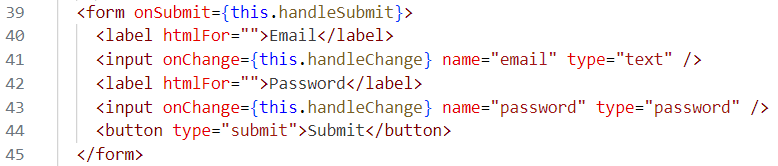 39 <form onSubmit={this.handleSubmit}>
40 <label htmlFor="">Email</label>
41 <input onChange={this.handleChange} name="email" type="text" />
42 <label htmlFor="">Password</label>
43 <input onChange={this.handleChange} name="password" type="password" />
44 <button type="submit">Submit</button>
45 </form>